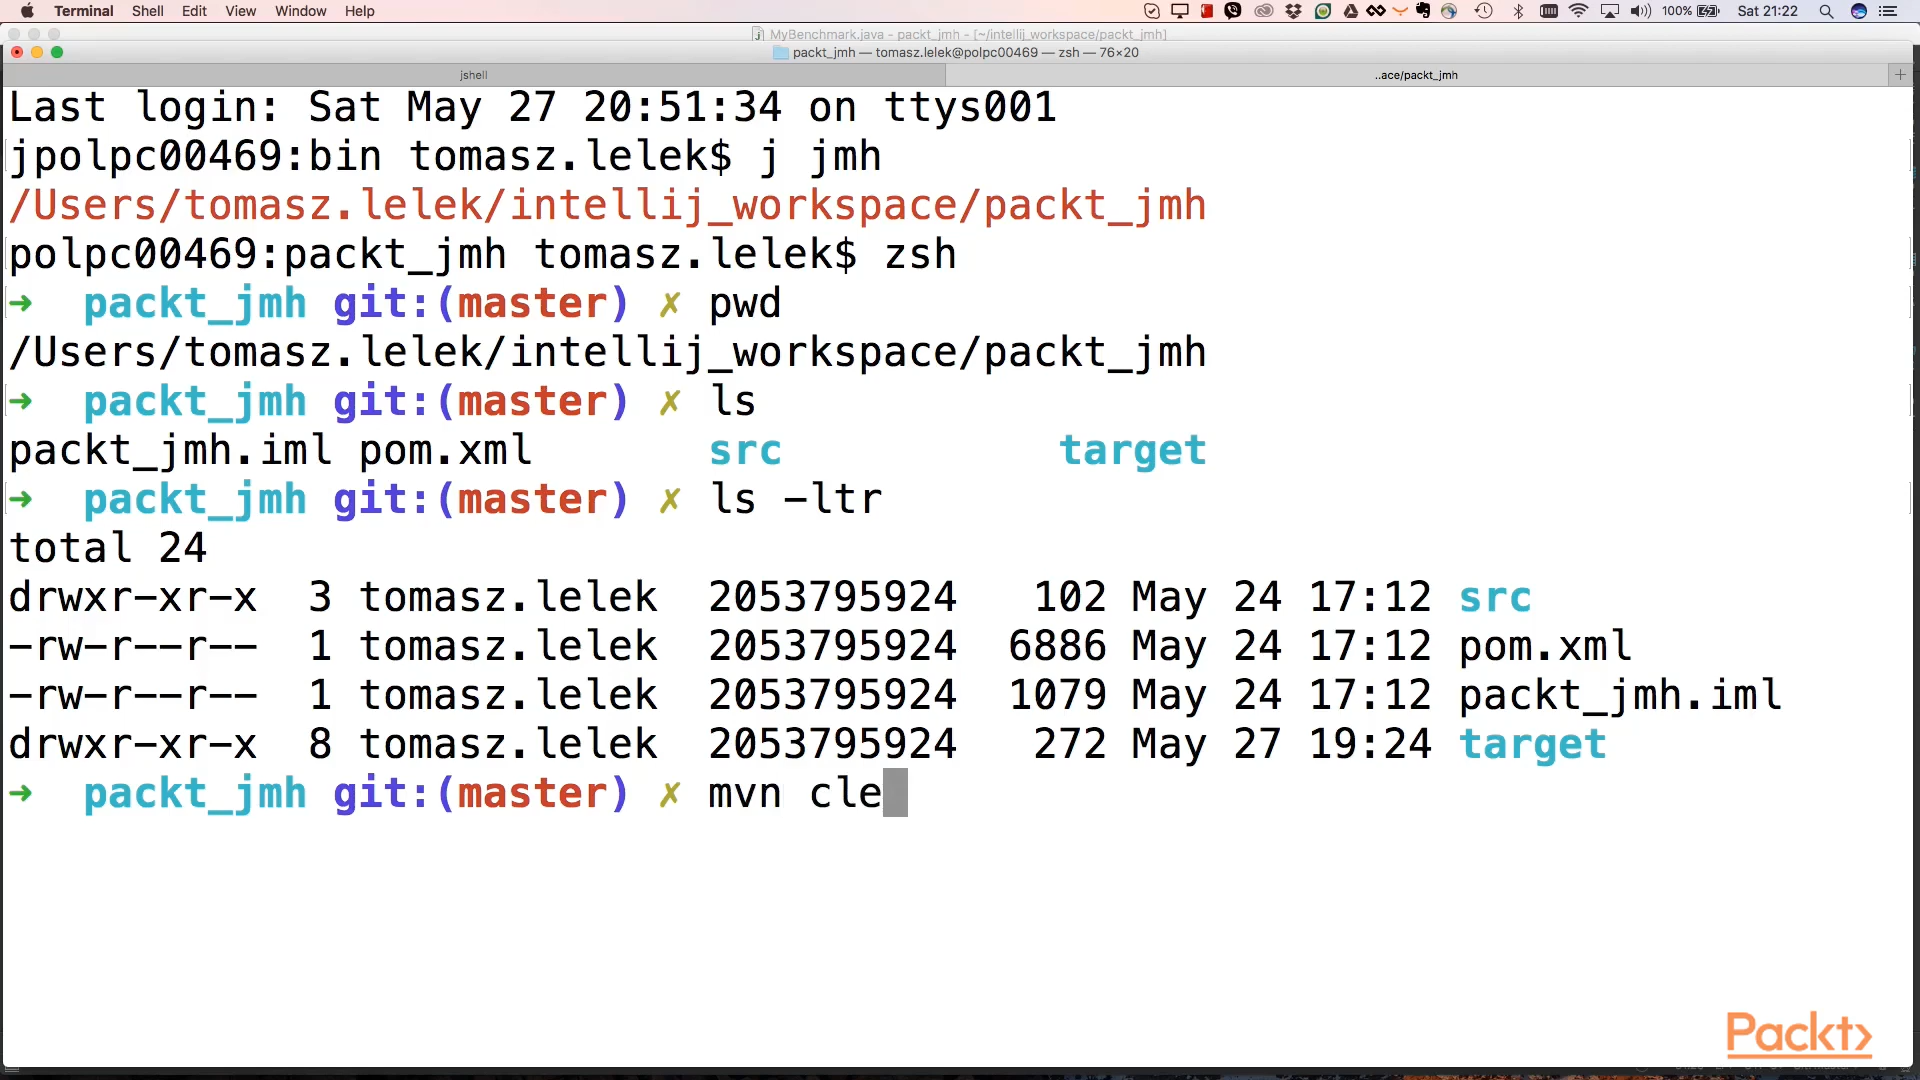 Terminal Shell Edit View Window Help 100% Sat 21:22
MyBenchmark.java - packt_jmh - [~/intellij_workspace/packt_jmh]
packt_jmh — tomasz.lelek@polpc00469 — zsh — 76×20
jshell ..ace/packt_jmh
Last login: Sat May 27 20:51:34 on ttys001
jpolpc00469:bin tomasz.lelek$ j jmh
/Users/tomasz.lelek/intellij_workspace/packt_jmh
polpc00469:packt_jmh tomasz.lelek$ zsh
➜ packt_jmh git:(master) ✗ pwd
/Users/tomasz.lelek/intellij_workspace/packt_jmh
➜ packt_jmh git:(master) ✗ ls
packt_jmh.iml pom.xml src target
➜ packt_jmh git:(master) ✗ ls -ltr
total 24
drwxr-xr-x 3 tomasz.lelek 2053795924 102 May 24 17:12 src
-rw-r--r-- 1 tomasz.lelek 2053795924 6886 May 24 17:12 pom.xml
-rw-r--r-- 1 tomasz.lelek 2053795924 1079 May 24 17:12 packt_jmh.iml
drwxr-xr-x 8 tomasz.lelek 2053795924 272 May 27 19:24 target
➜ packt_jmh git:(master) ✗ mvn cle
Packt>